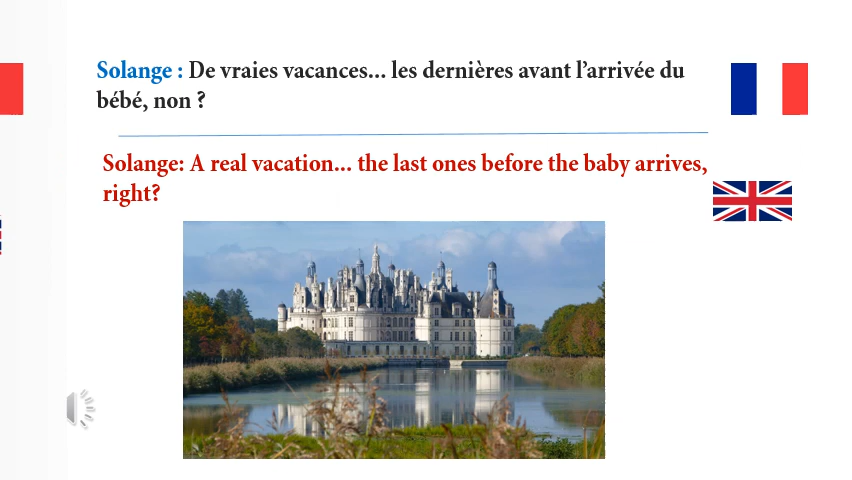 Solange : De vraies vacances... les dernières avant l’arrivée du
bébé, non ?
Solange: A real vacation... the last ones before the baby arrives,
right?